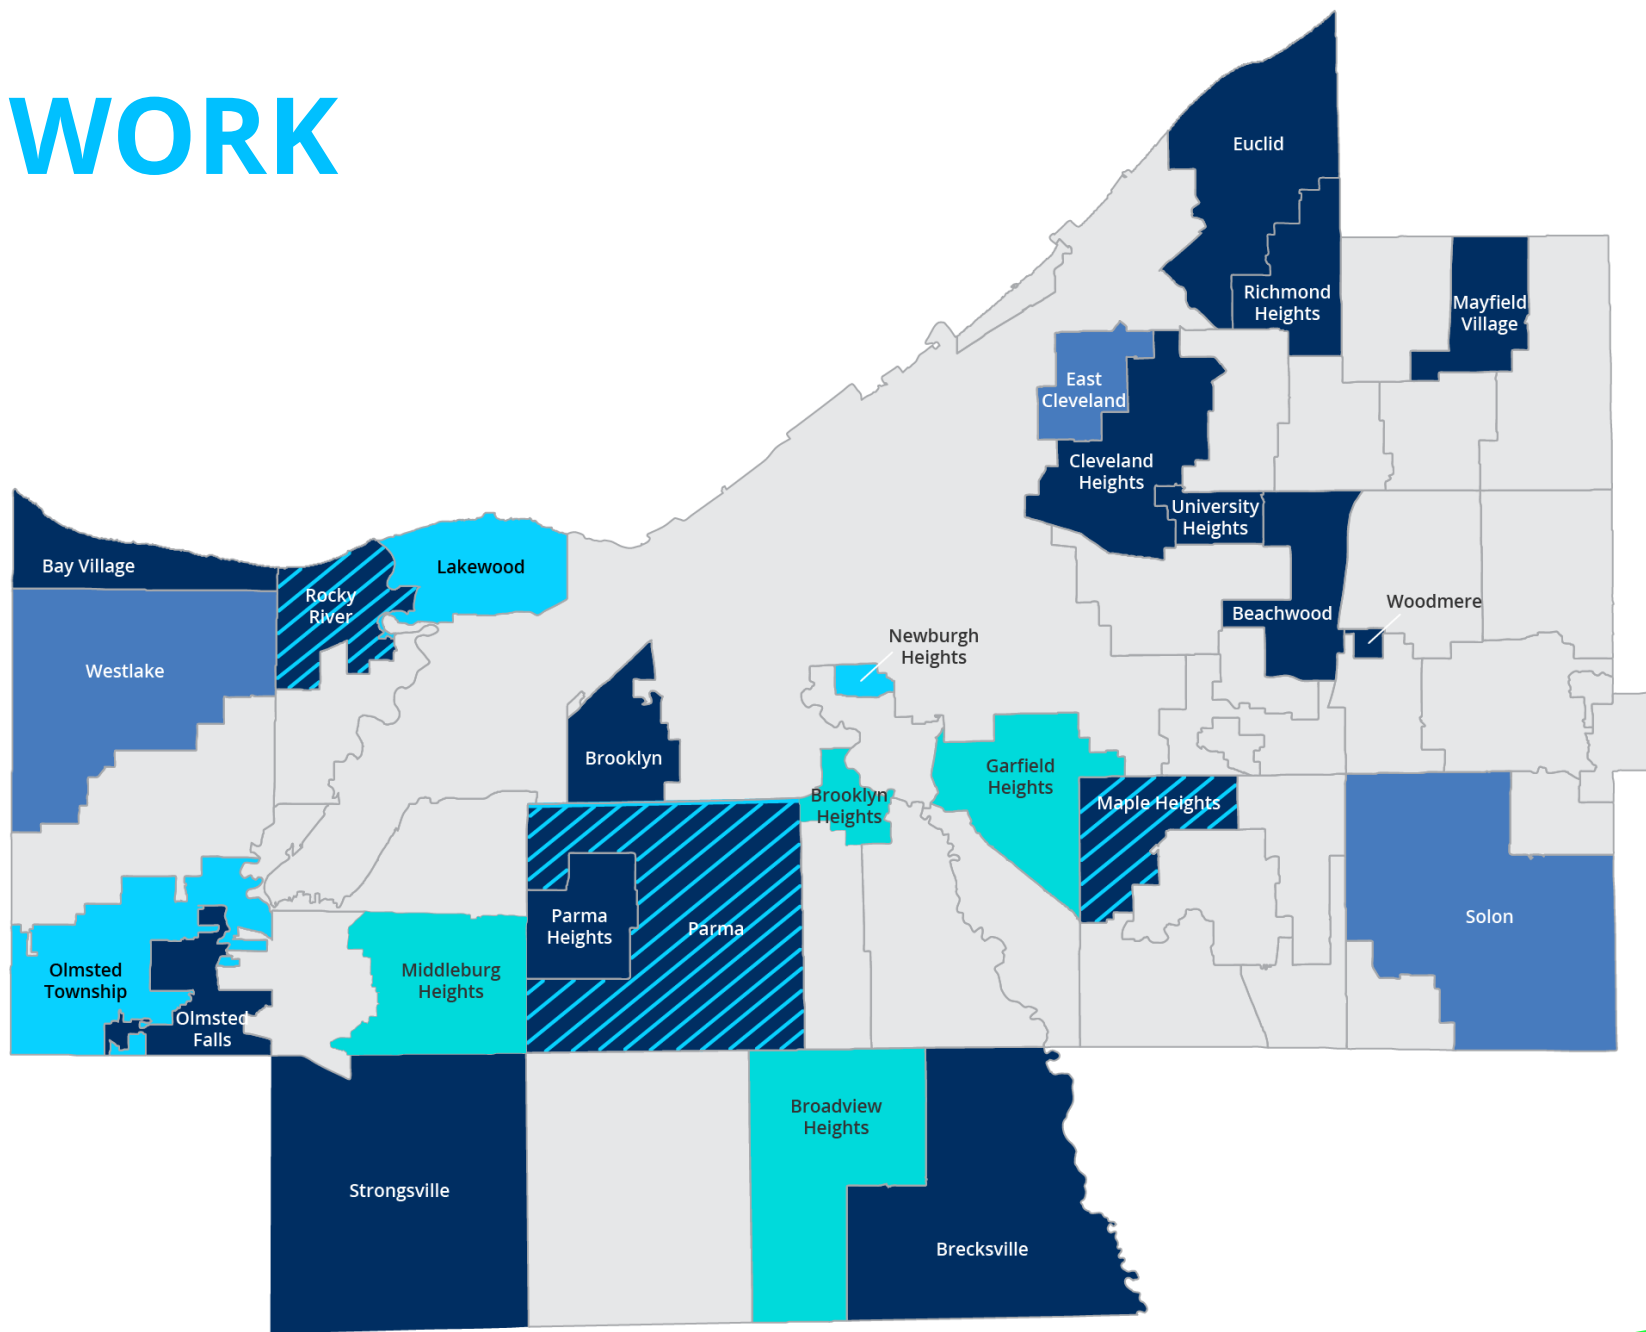 WORK
Euclid
Richmond
Heights
Mayfield
Village
East
Cleveland
Cleveland
Heights
University
Heights
Bay Village
Lakewood
Rocky
River
Woodmere
Beachwood
Newburgh
Heights
Westlake
Brooklyn
Garfield
Heights
Brooklyn
Heights
Maple Heights
Parma
Heights
Parma
Solon
Olmsted
Township
Middleburg
Heights
Olmsted
Falls
Broadview
Heights
Strongsville
Brecksville